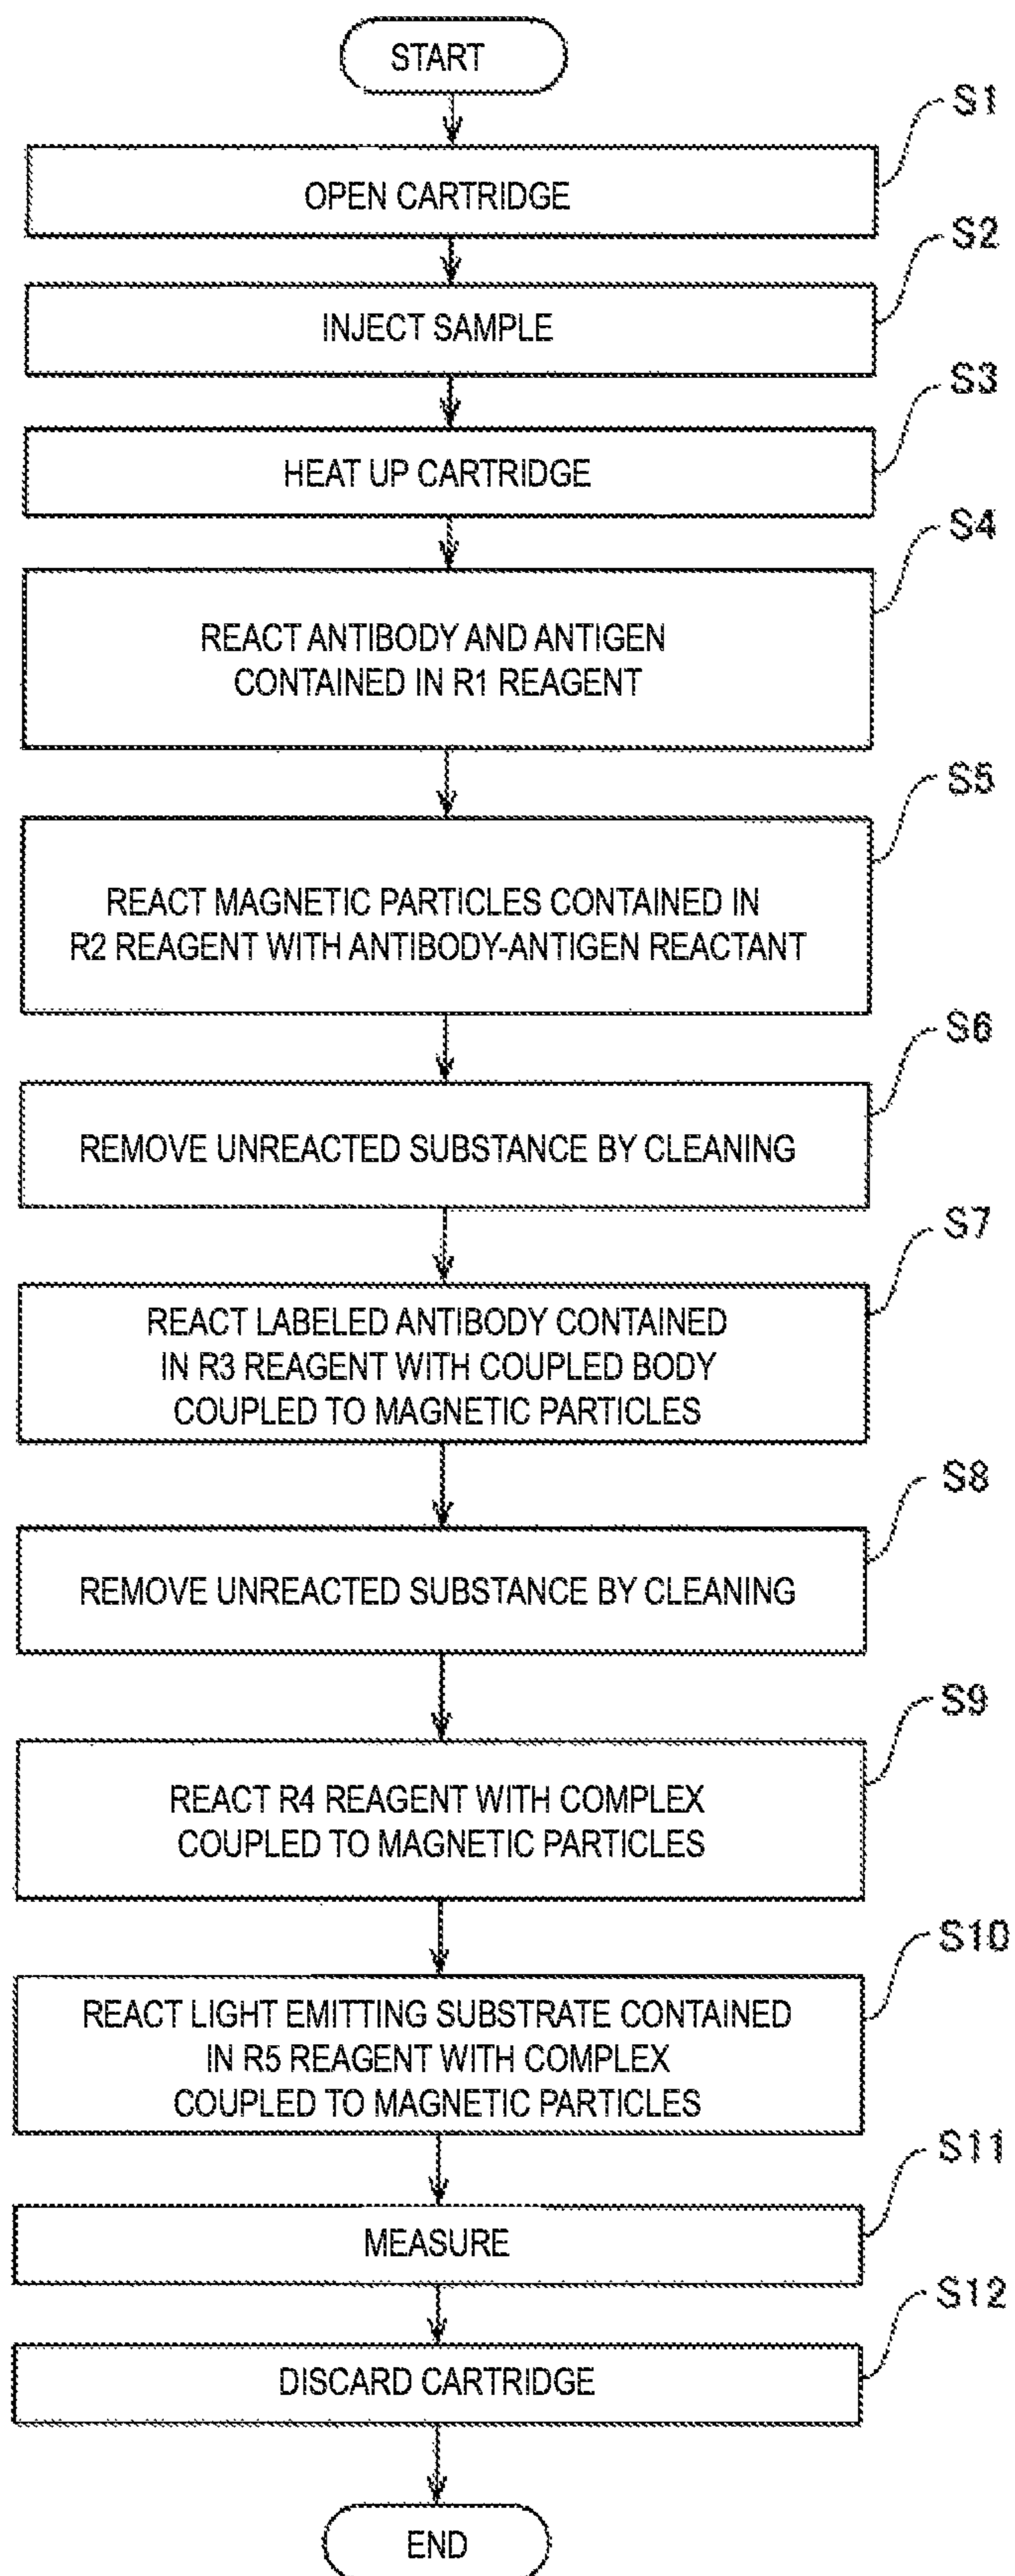 START
S1
OPEN CARTRIDGE
S2
INJECT SAMPLE
S3
HEAT UP CARTRIDGE
S4
REACT ANTIBODY AND ANTIGEN
CONTAINED IN R1 REAGENT
S5
REACT MAGNETIC PARTICLES CONTAINED IN
R2 REAGENT WITH ANTIBODY-ANTIGEN REACTANT
S6
REMOVE UNREACTED SUBSTANCE BY CLEANING
S7
REACT LABELED ANTIBODY CONTAINED
IN R3 REAGENT WITH COUPLED BODY
COUPLED TO MAGNETIC PARTICLES
S8
REMOVE UNREACTED SUBSTANCE BY CLEANING
S9
REACT R4 REAGENT WITH COMPLEX
COUPLED TO MAGNETIC PARTICLES
S10
REACT LIGHT EMITTING SUBSTRATE CONTAINED
IN R5 REAGENT WITH COMPLEX
COUPLED TO MAGNETIC PARTICLES
S11
MEASURE
S12
DISCARD CARTRIDGE
END